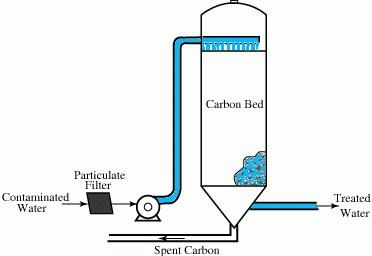 Carbon Bed
Particulate
Filter
Contaminated
Water
Treated
Water
Spent Carbon